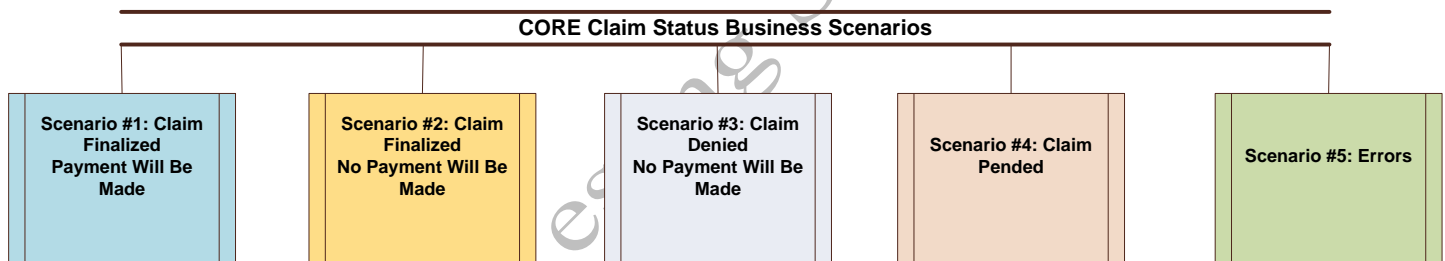 CORE Claim Status Business Scenarios
Scenario #1: Claim
Finalized
Payment Will Be
Made
Scenario #2: Claim
Finalized
No Payment Will Be
Made
Scenario #3: Claim
Denied
No Payment Will Be
Made
Scenario #4: Claim
Pended
Scenario #5: Errors